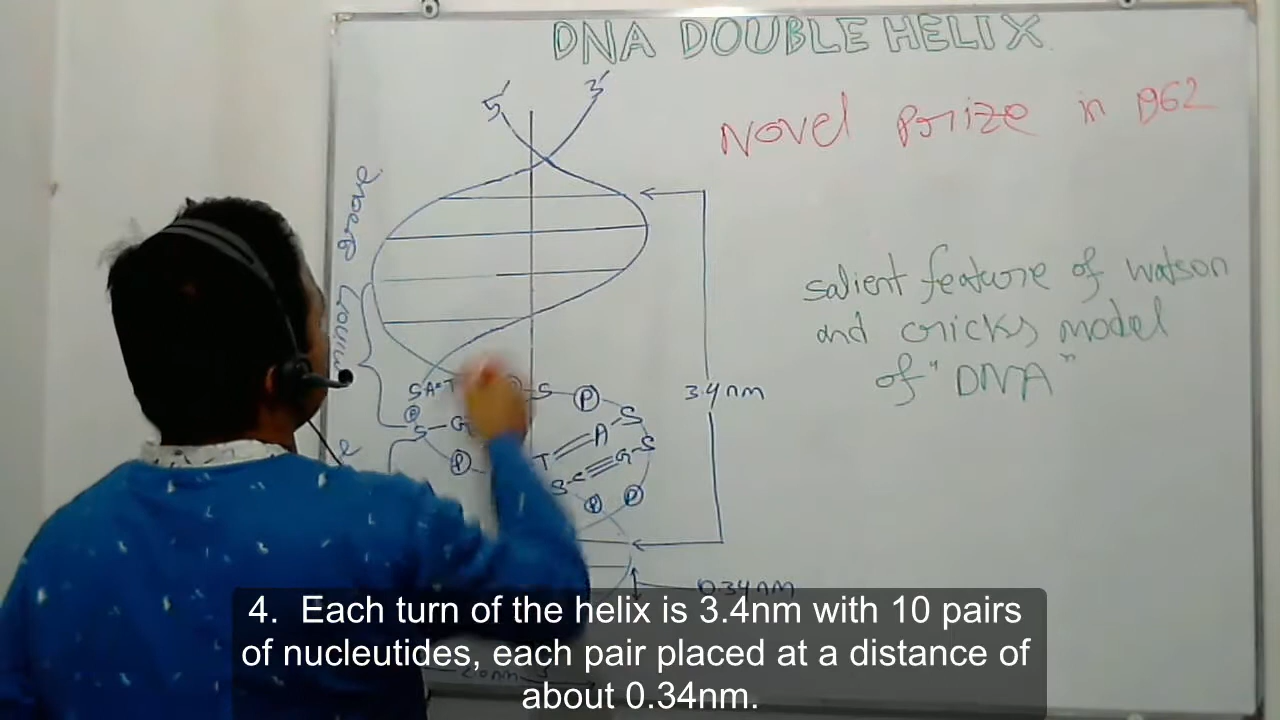 DNA DOUBLE HELIX
5' 3'
Novel Prize in 1962
salient feature of watson
and cricks model
of "DNA"
groove
3.4nm
S A=T P S P S
P
S-G T=A S
P S-C≡G-S
P P
0.34nm
4. Each turn of the helix is 3.4nm with 10 pairs
of nucleutides, each pair placed at a distance of
about 0.34nm.
2.0nm